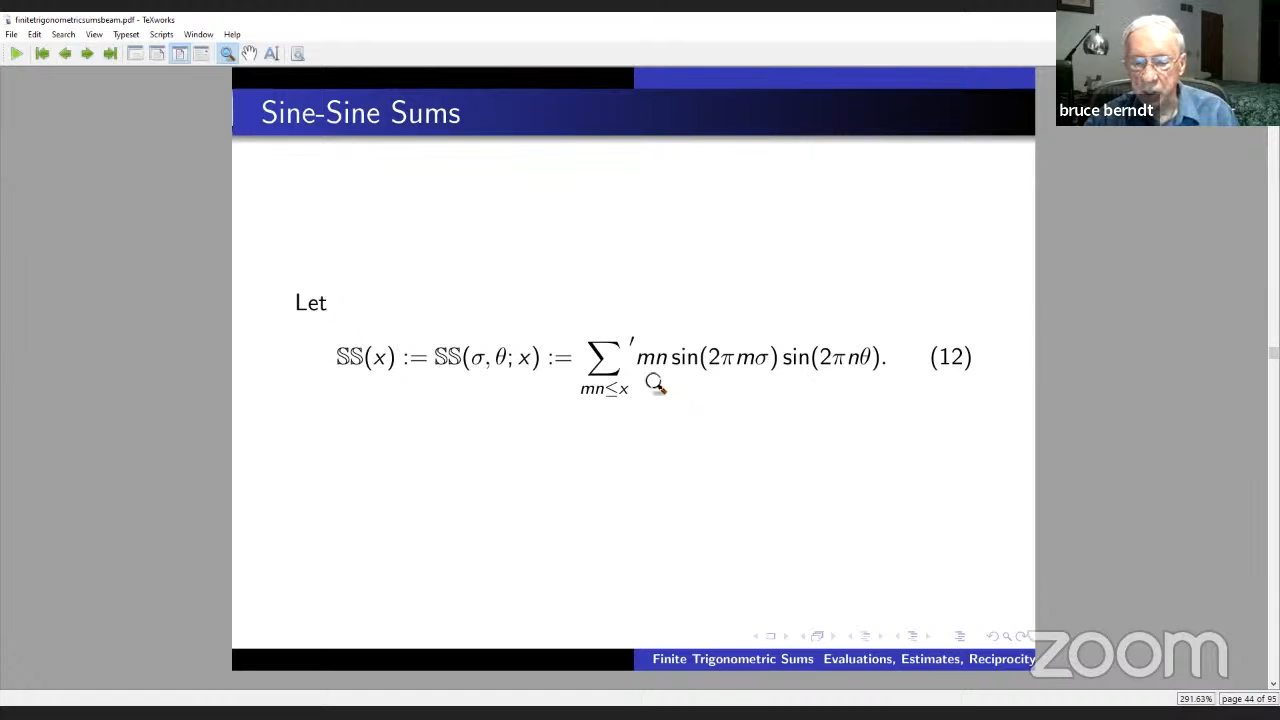 finitetrigonometricsumsbeam.pdf - TeXworks
File Edit Search View Typeset Scripts Window Help
Sine-Sine Sums
bruce berndt
Let
𝕊𝕊(x) := 𝕊𝕊(σ, θ; x) := ∑′ mn sin(2πmσ) sin(2πnθ). (12)
mn≤x
zoom
Finite Trigonometric Sums Evaluations, Estimates, Reciprocity
291.63% page 44 of 95